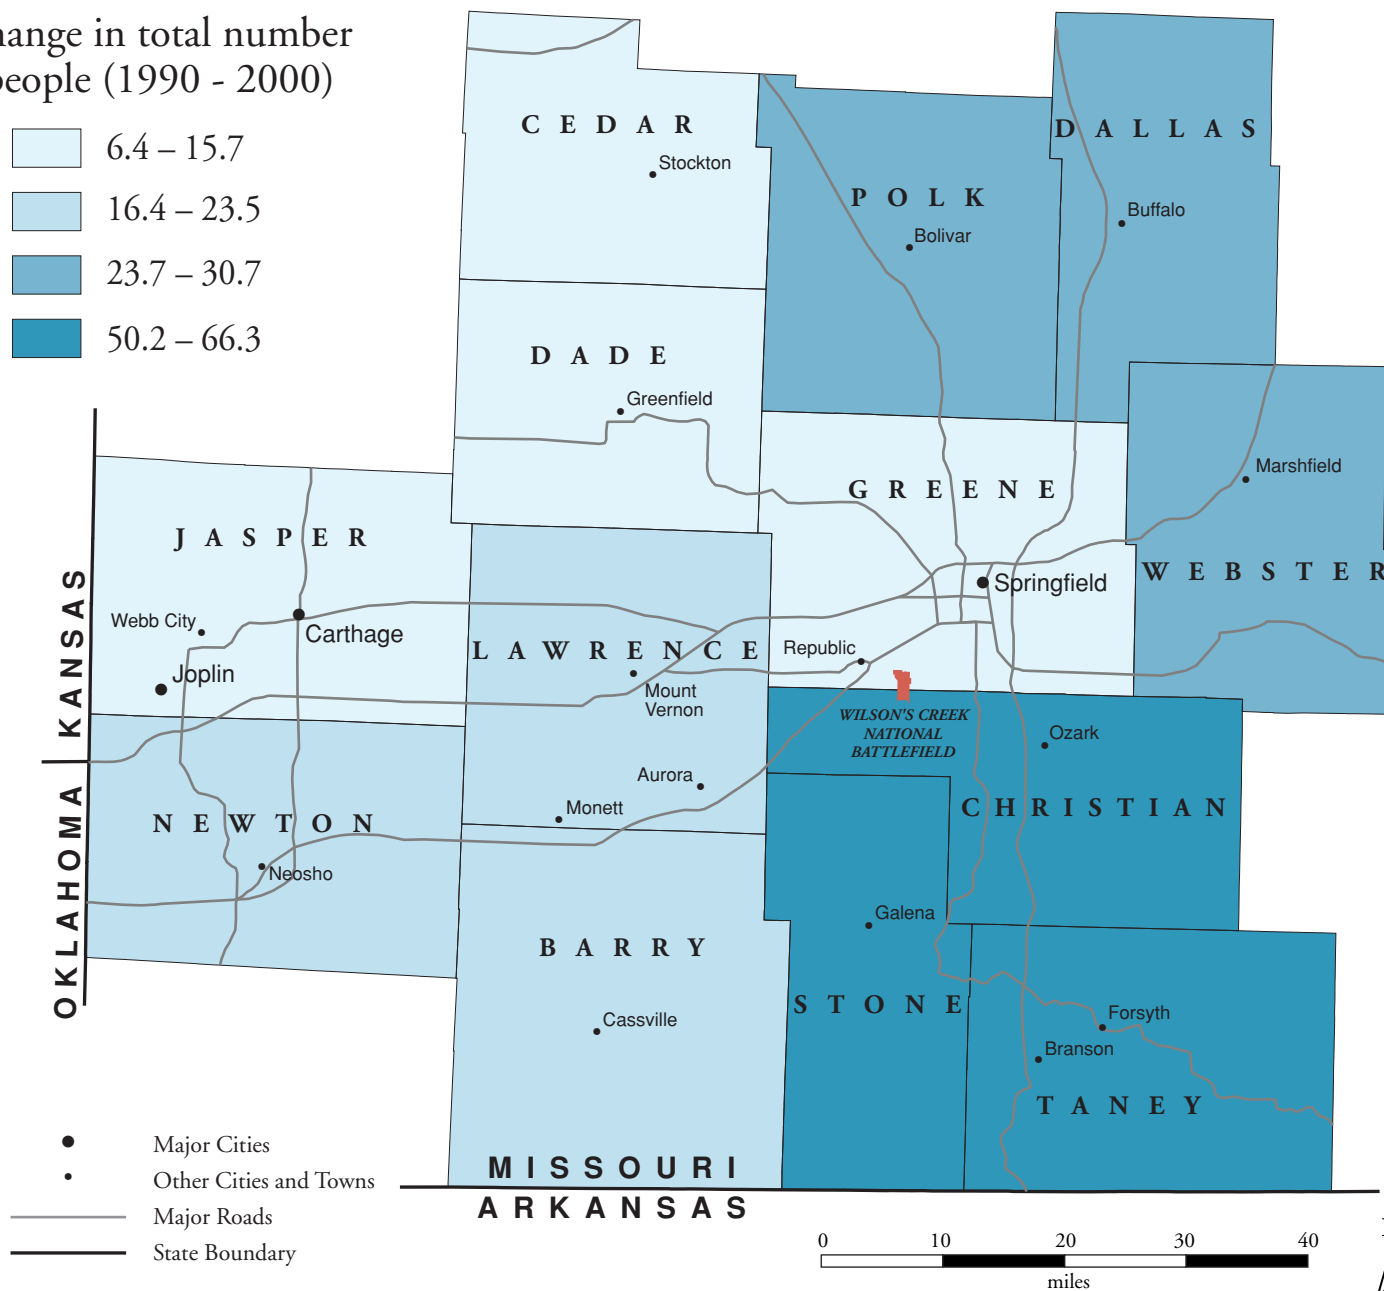 hange in total number
people (1990 - 2000)
6.4 – 15.7
16.4 – 23.5
23.7 – 30.7
50.2 – 66.3
CEDAR
Stockton
DALLAS
Buffalo
POLK
Bolivar
DADE
Greenfield
GREENE
Springfield
Republic
Marshfield
WEBSTER
JASPER
Webb City
Carthage
Joplin
KANSAS
LAWRENCE
Mount
Vernon
Aurora
Monett
WILSON'S CREEK
NATIONAL
BATTLEFIELD
Ozark
CHRISTIAN
OKLAHOMA
NEWTON
Neosho
BARRY
Cassville
Galena
STONE
Forsyth
Branson
TANEY
MISSOURI
ARKANSAS
Major Cities
Other Cities and Towns
Major Roads
State Boundary
0 10 20 30 40
miles